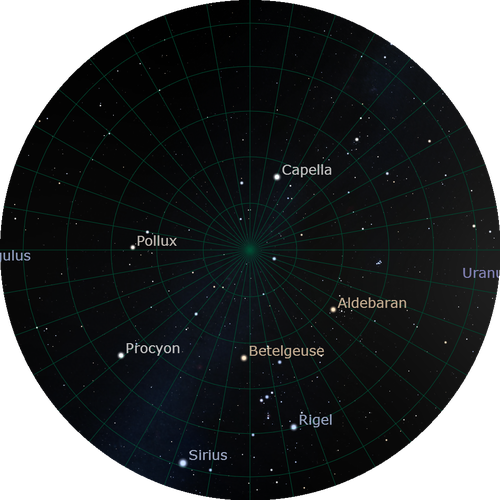 Capella
Pollux
gulus
Uranu
Aldebaran
Procyon
Betelgeuse
Rigel
Sirius